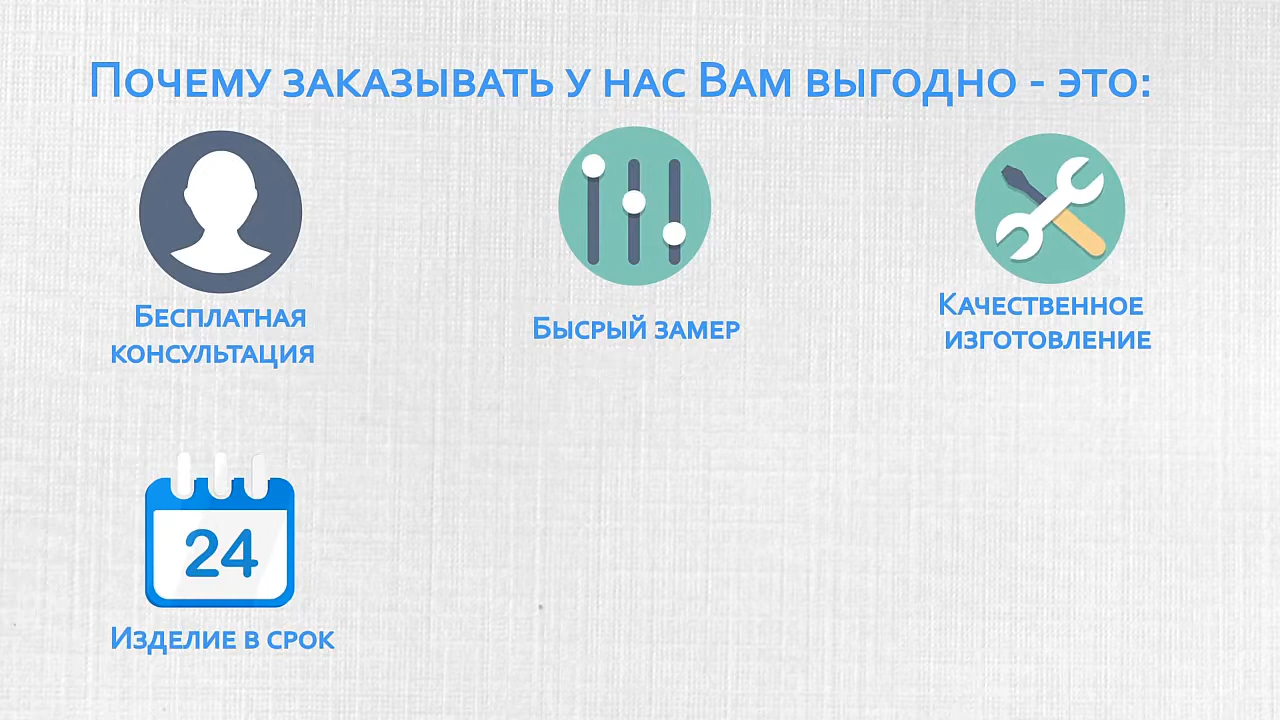 Почему заказывать у нас Вам выгодно - это:
Бесплатная
консультация
Бысрый замер
Качественное
изготовление
24
Изделие в срок